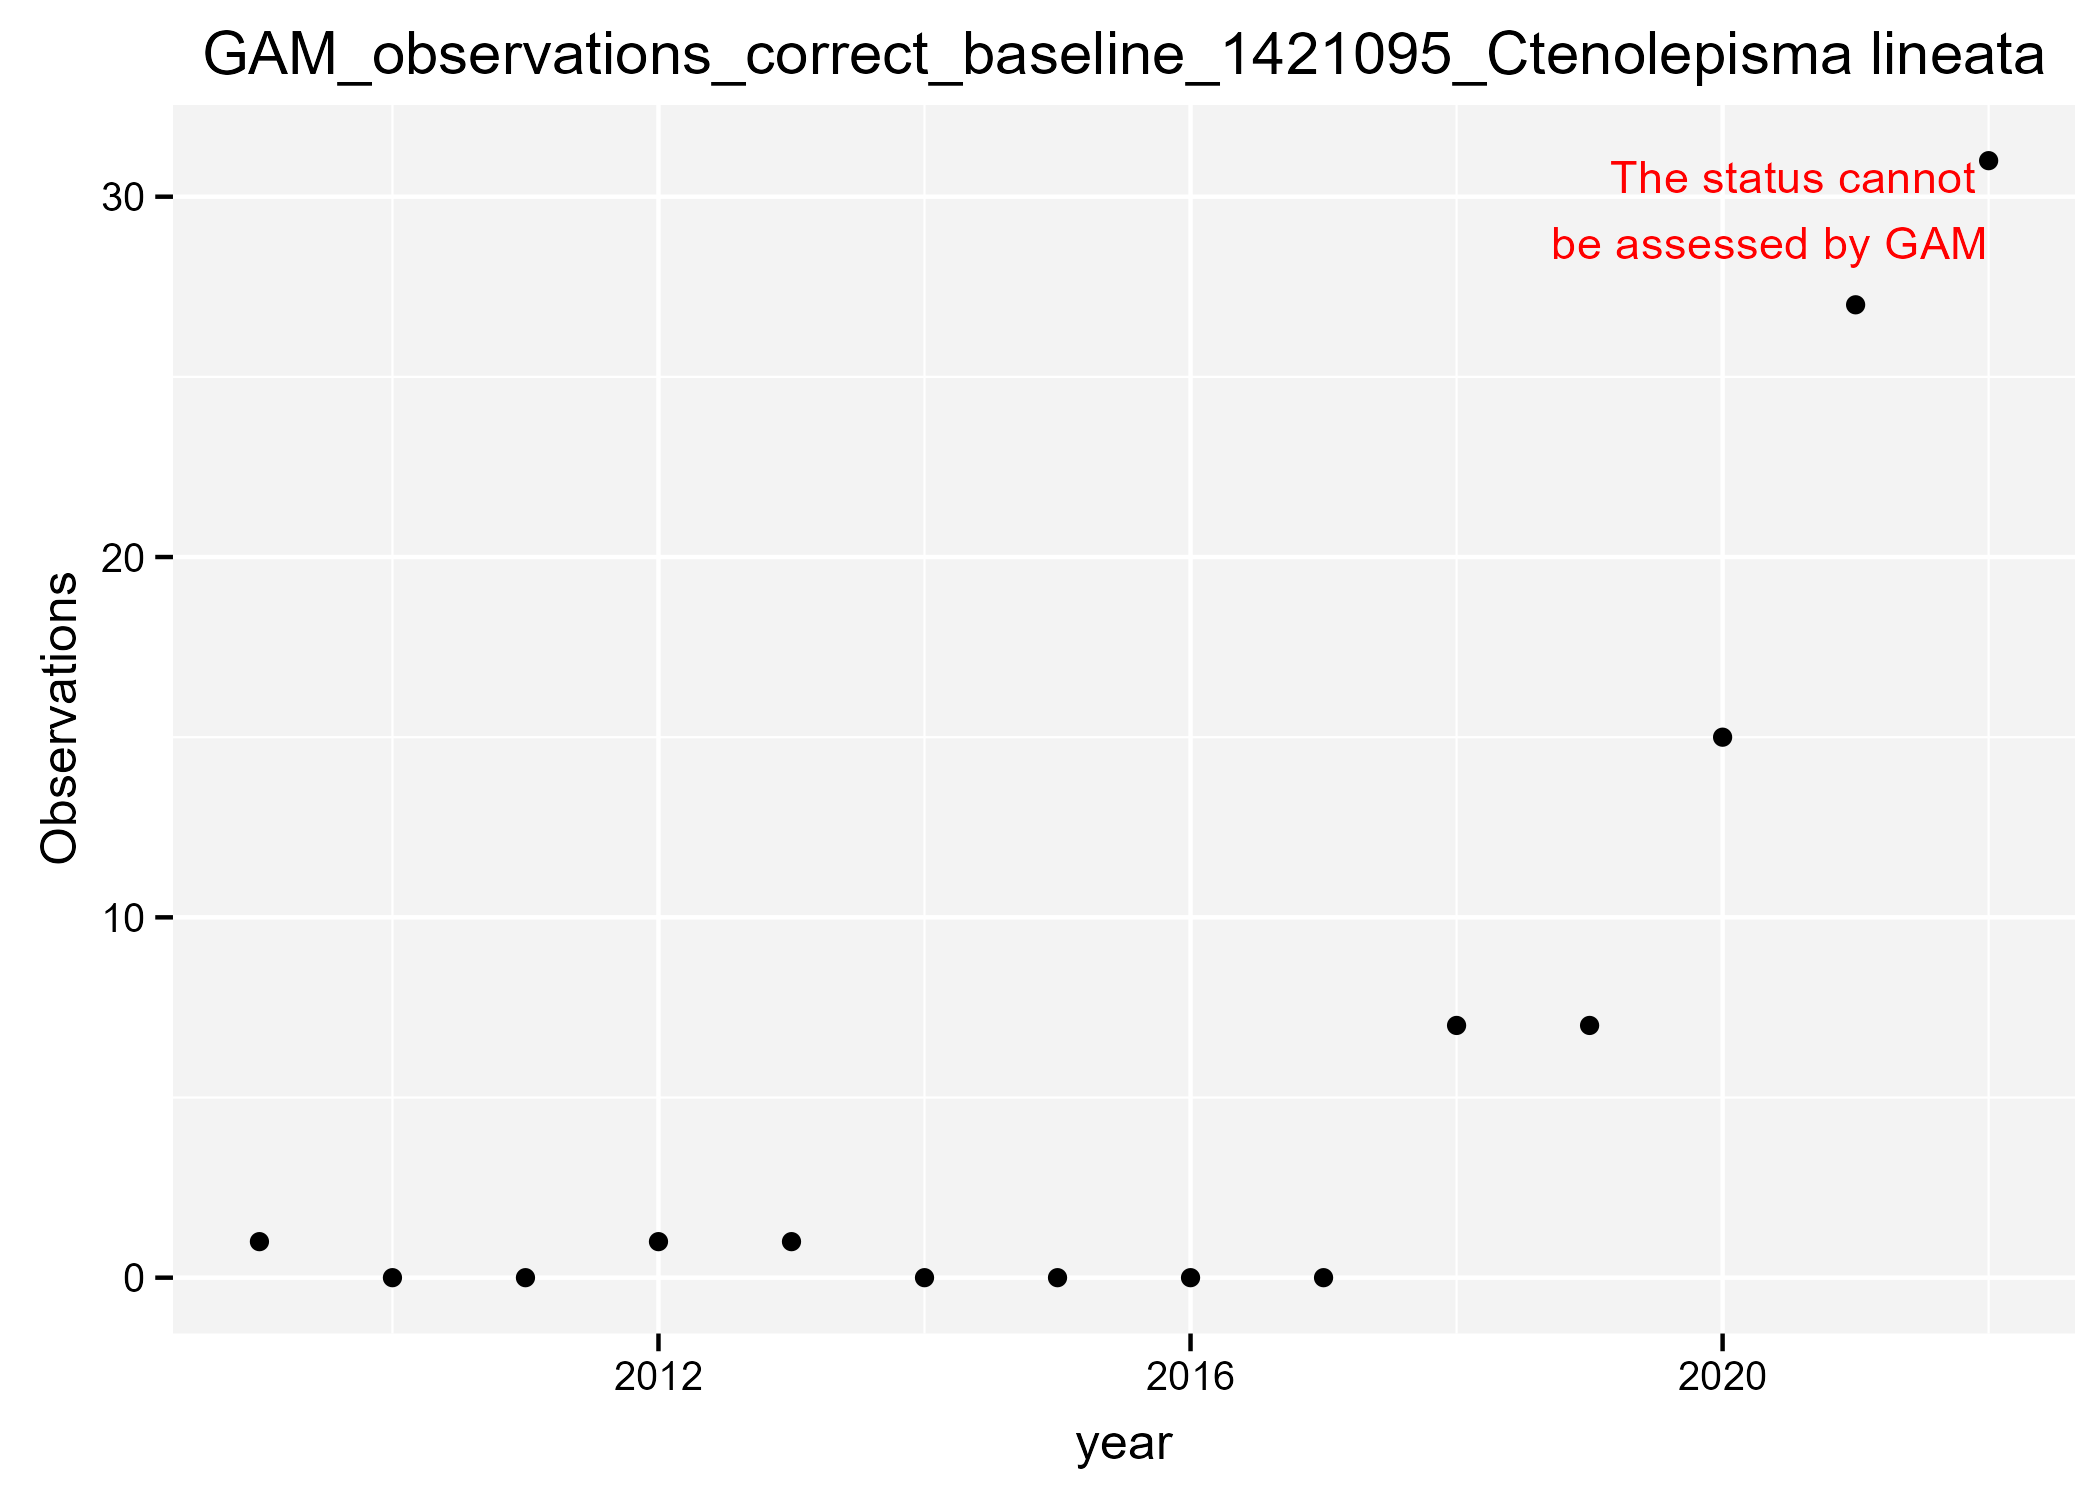 GAM_observations_correct_baseline_1421095_Ctenolepisma lineata
The status cannot
be assessed by GAM
30
20
10
0
Observations
2012
2016
2020
year